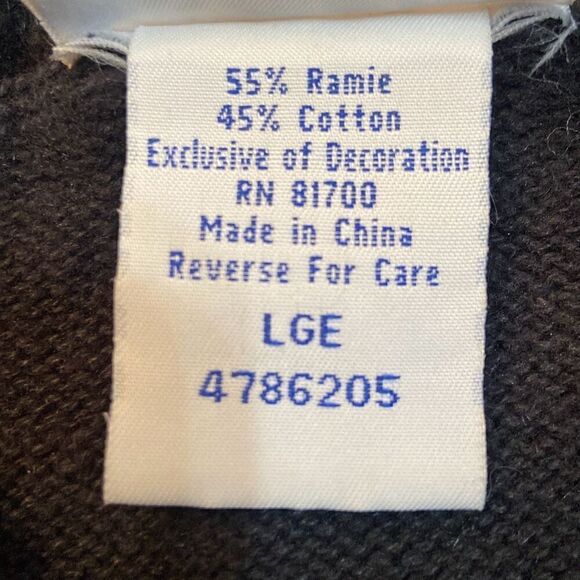 55% Ramie
45% Cotton
Exclusive of Decoration
RN 81700
Made in China
Reverse For Care
LGE
4786205